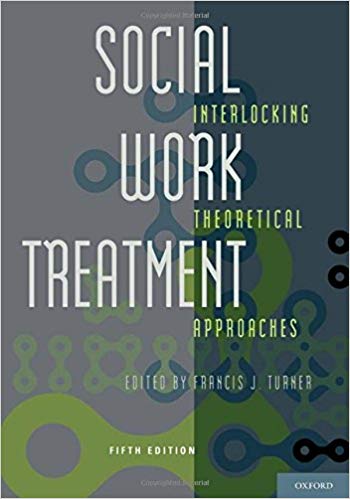 SOCIAL
INTERLOCKING
WORK
THEORETICAL
TREATMENT
APPROACHES
EDITED BY FRANCIS J. TURNER
FIFTH EDITION
OXFORD